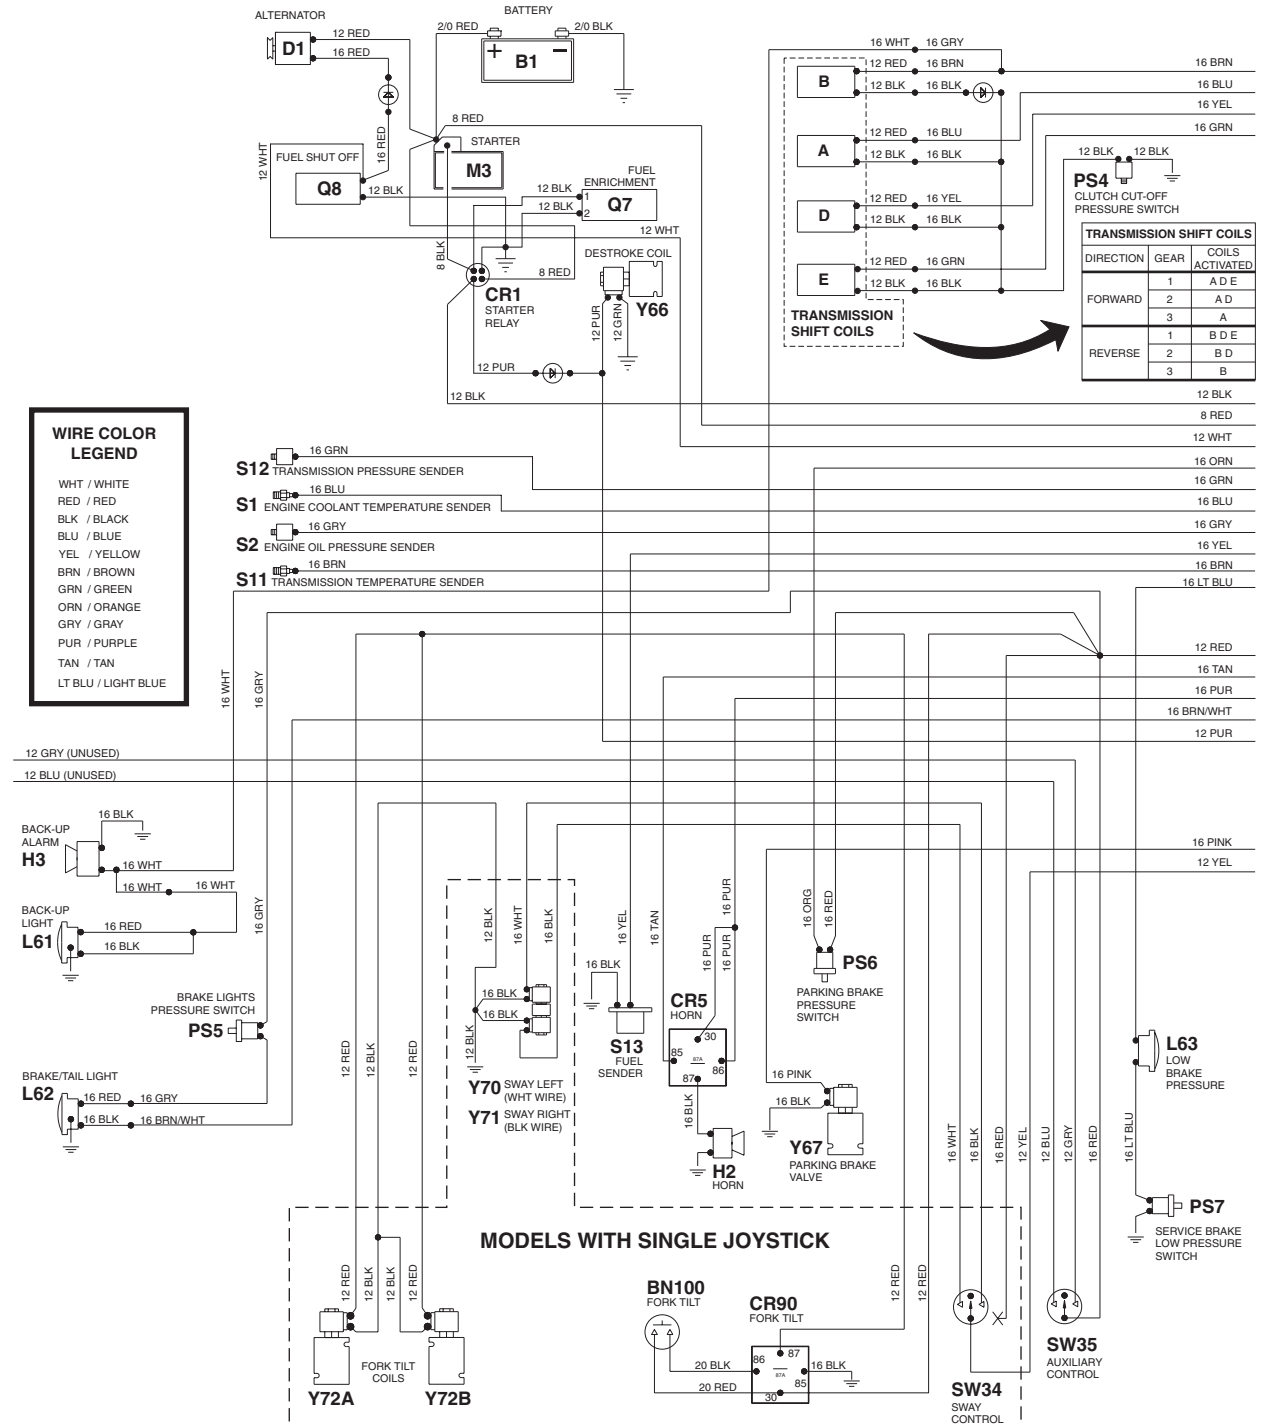 ALTERNATOR
D1
12 RED
16 RED
BATTERY
2/0 RED
2/0 BLK
+
B1
–
16 RED
8 RED
12 WHT
FUEL SHUT OFF
Q8
12 BLK
STARTER
M3
FUEL
ENRICHMENT
12 BLK
1
12 BLK
2
Q7
12 WHT
8 BLK
8 RED
CR1
STARTER
RELAY
DESTROKE COIL
Y66
12 PUR
12 GRN
12 PUR
12 BLK
16 WHT
16 GRY
B
12 RED
16 BRN
12 BLK
16 BLK
A
12 RED
16 BLU
12 BLK
16 BLK
D
12 RED
16 YEL
12 BLK
16 BLK
E
12 RED
16 GRN
12 BLK
16 BLK
TRANSMISSION
SHIFT COILS
16 BRN
16 BLU
16 YEL
16 GRN
12 BLK
12 BLK
PS4
CLUTCH CUT-OFF
PRESSURE SWITCH
TRANSMISSION SHIFT COILS
DIRECTION GEAR COILS ACTIVATED
FORWARD
1 A D E
2 A D
3 A
REVERSE
1 B D E
2 B D
3 B
12 BLK
8 RED
12 WHT
16 ORN
16 GRN
16 BLU
16 GRY
16 YEL
16 BRN
16 LT BLU
12 RED
16 TAN
16 PUR
16 BRN/WHT
12 PUR
WIRE COLOR
LEGEND
WHT / WHITE
RED / RED
BLK / BLACK
BLU / BLUE
YEL / YELLOW
BRN / BROWN
GRN / GREEN
ORN / ORANGE
GRY / GRAY
PUR / PURPLE
TAN / TAN
LT BLU / LIGHT BLUE
16 GRN
S12 TRANSMISSION PRESSURE SENDER
16 BLU
S1 ENGINE COOLANT TEMPERATURE SENDER
16 GRY
S2 ENGINE OIL PRESSURE SENDER
16 BRN
S11 TRANSMISSION TEMPERATURE SENDER
16 WHT
16 GRY
12 GRY (UNUSED)
12 BLU (UNUSED)
16 BLK
BACK-UP
ALARM
H3
16 WHT
16 WHT
16 WHT
BACK-UP
LIGHT
L61
16 RED
16 BLK
16 GRY
BRAKE LIGHTS
PRESSURE SWITCH
PS5
BRAKE/TAIL LIGHT
L62
16 RED
16 GRY
16 BLK
16 BRN/WHT
12 RED
12 BLK
12 RED
12 BLK
16 WHT
16 BLK
16 BLK
16 BLK
12 BLK
Y70 SWAY LEFT
(WHT WIRE)
Y71 SWAY RIGHT
(BLK WIRE)
16 YEL
16 TAN
16 BLK
S13
FUEL
SENDER
16 PUR
16 PUR
16 PUR
CR5
HORN
30
85
87A
86
87
16 BLK
H2
HORN
16 ORG
16 RED
PS6
PARKING BRAKE
PRESSURE
SWITCH
16 PINK
16 BLK
Y67
PARKING BRAKE
VALVE
16 PINK
12 YEL
L63
LOW
BRAKE
PRESSURE
16 WHT
16 BLK
16 RED
12 YEL
12 BLU
12 GRY
16 RED
16 LT BLU
PS7
SERVICE BRAKE
LOW PRESSURE
SWITCH
MODELS WITH SINGLE JOYSTICK
12 RED
12 BLK
12 BLK
12 RED
FORK TILT
COILS
Y72A
Y72B
BN100
FORK TILT
CR90
FORK TILT
86
87
87A
85
30
16 BLK
20 BLK
20 RED
12 RED
12 RED
SW34
SWAY
CONTROL
SW35
AUXILIARY
CONTROL